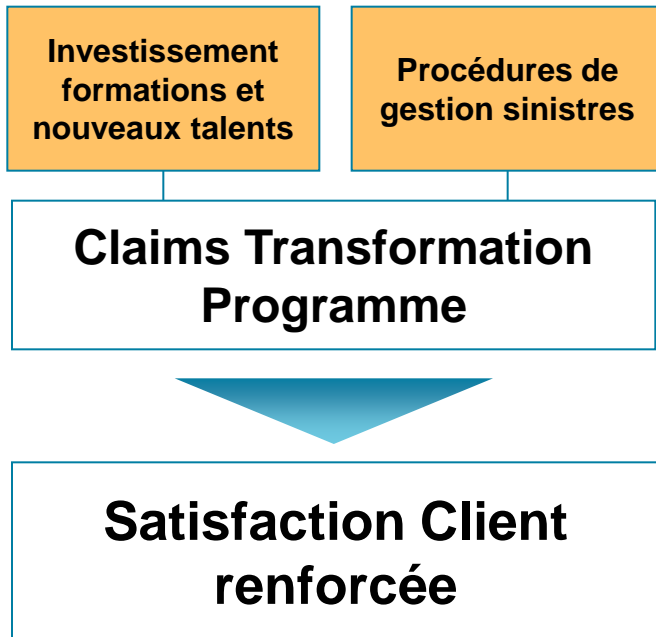 Investissement
formations et
nouveaux talents
Procédures de
gestion sinistres
Claims Transformation
Programme
Satisfaction Client
renforcée